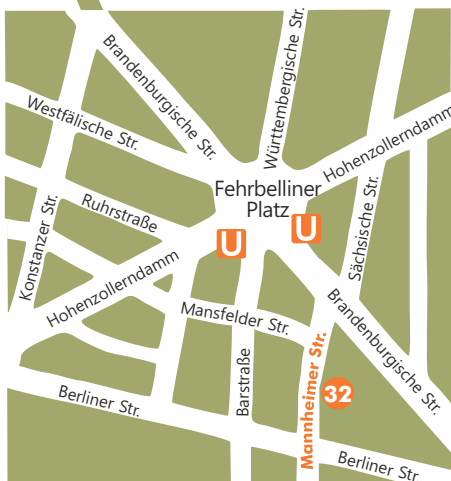 Brandenburgische Str.
Württembergische Str.
Westfälische Str.
Hohenzollerndamm
Fehrbelliner
Platz
Ruhrstraße
Konstanzer Str.
Sächsische Str.
U
U
Hohenzollerndamm
Mansfelder Str.
Brandenburgische Str.
Barstraße
Mannheimer Str.
32
Berliner Str.
Berliner Str